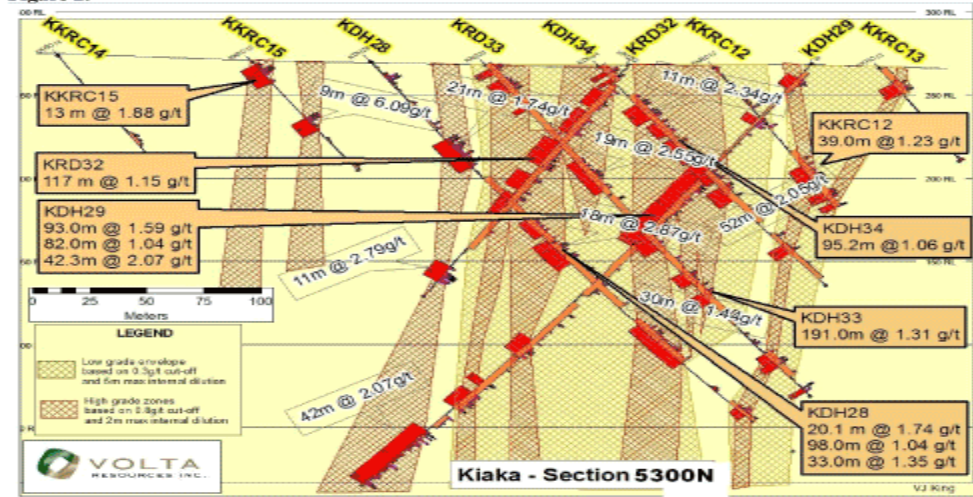 300 RL
KKRC14
KKRC15
KDH28
KRD33
KDH34
KRD32
KKRC12
KDH29
KKRC13
KKRC15
13 m @ 1.88 g/t
9m @ 6.09g/t
21m @ 1.74g/t
11m @ 2.34g/t
KKRC12
39.0m@1.23 g/t
KRD32
117 m @ 1.15 g/t
19m @ 2.55g/t
200 RL
KDH29
93.0m @ 1.59 g/t
82.0m @ 1.04 g/t
42.3m @ 2.07 g/t
18m @ 2.87g/t
52m @ 2.05g/t
KDH34
95.2m @1.06 g/t
11m @ 2.79g/t
0 25 50 75 100
Meters
30m @ 1.44g/t
KDH33
191.0m @ 1.31 g/t
LEGEND
Low grade envelope
based on 0.3g/t cut-off
and 6m max internal dilution
High grade zones
based on 0.8g/t cut-off
and 2m max internal dilution
42m @ 2.07g/t
KDH28
20.1 m @ 1.74 g/t
98.0m @ 1.04 g/t
33.0m @ 1.35 g/t
VOLTA
RESOURCES INC.
Kiaka - Section 5300N
VJ King